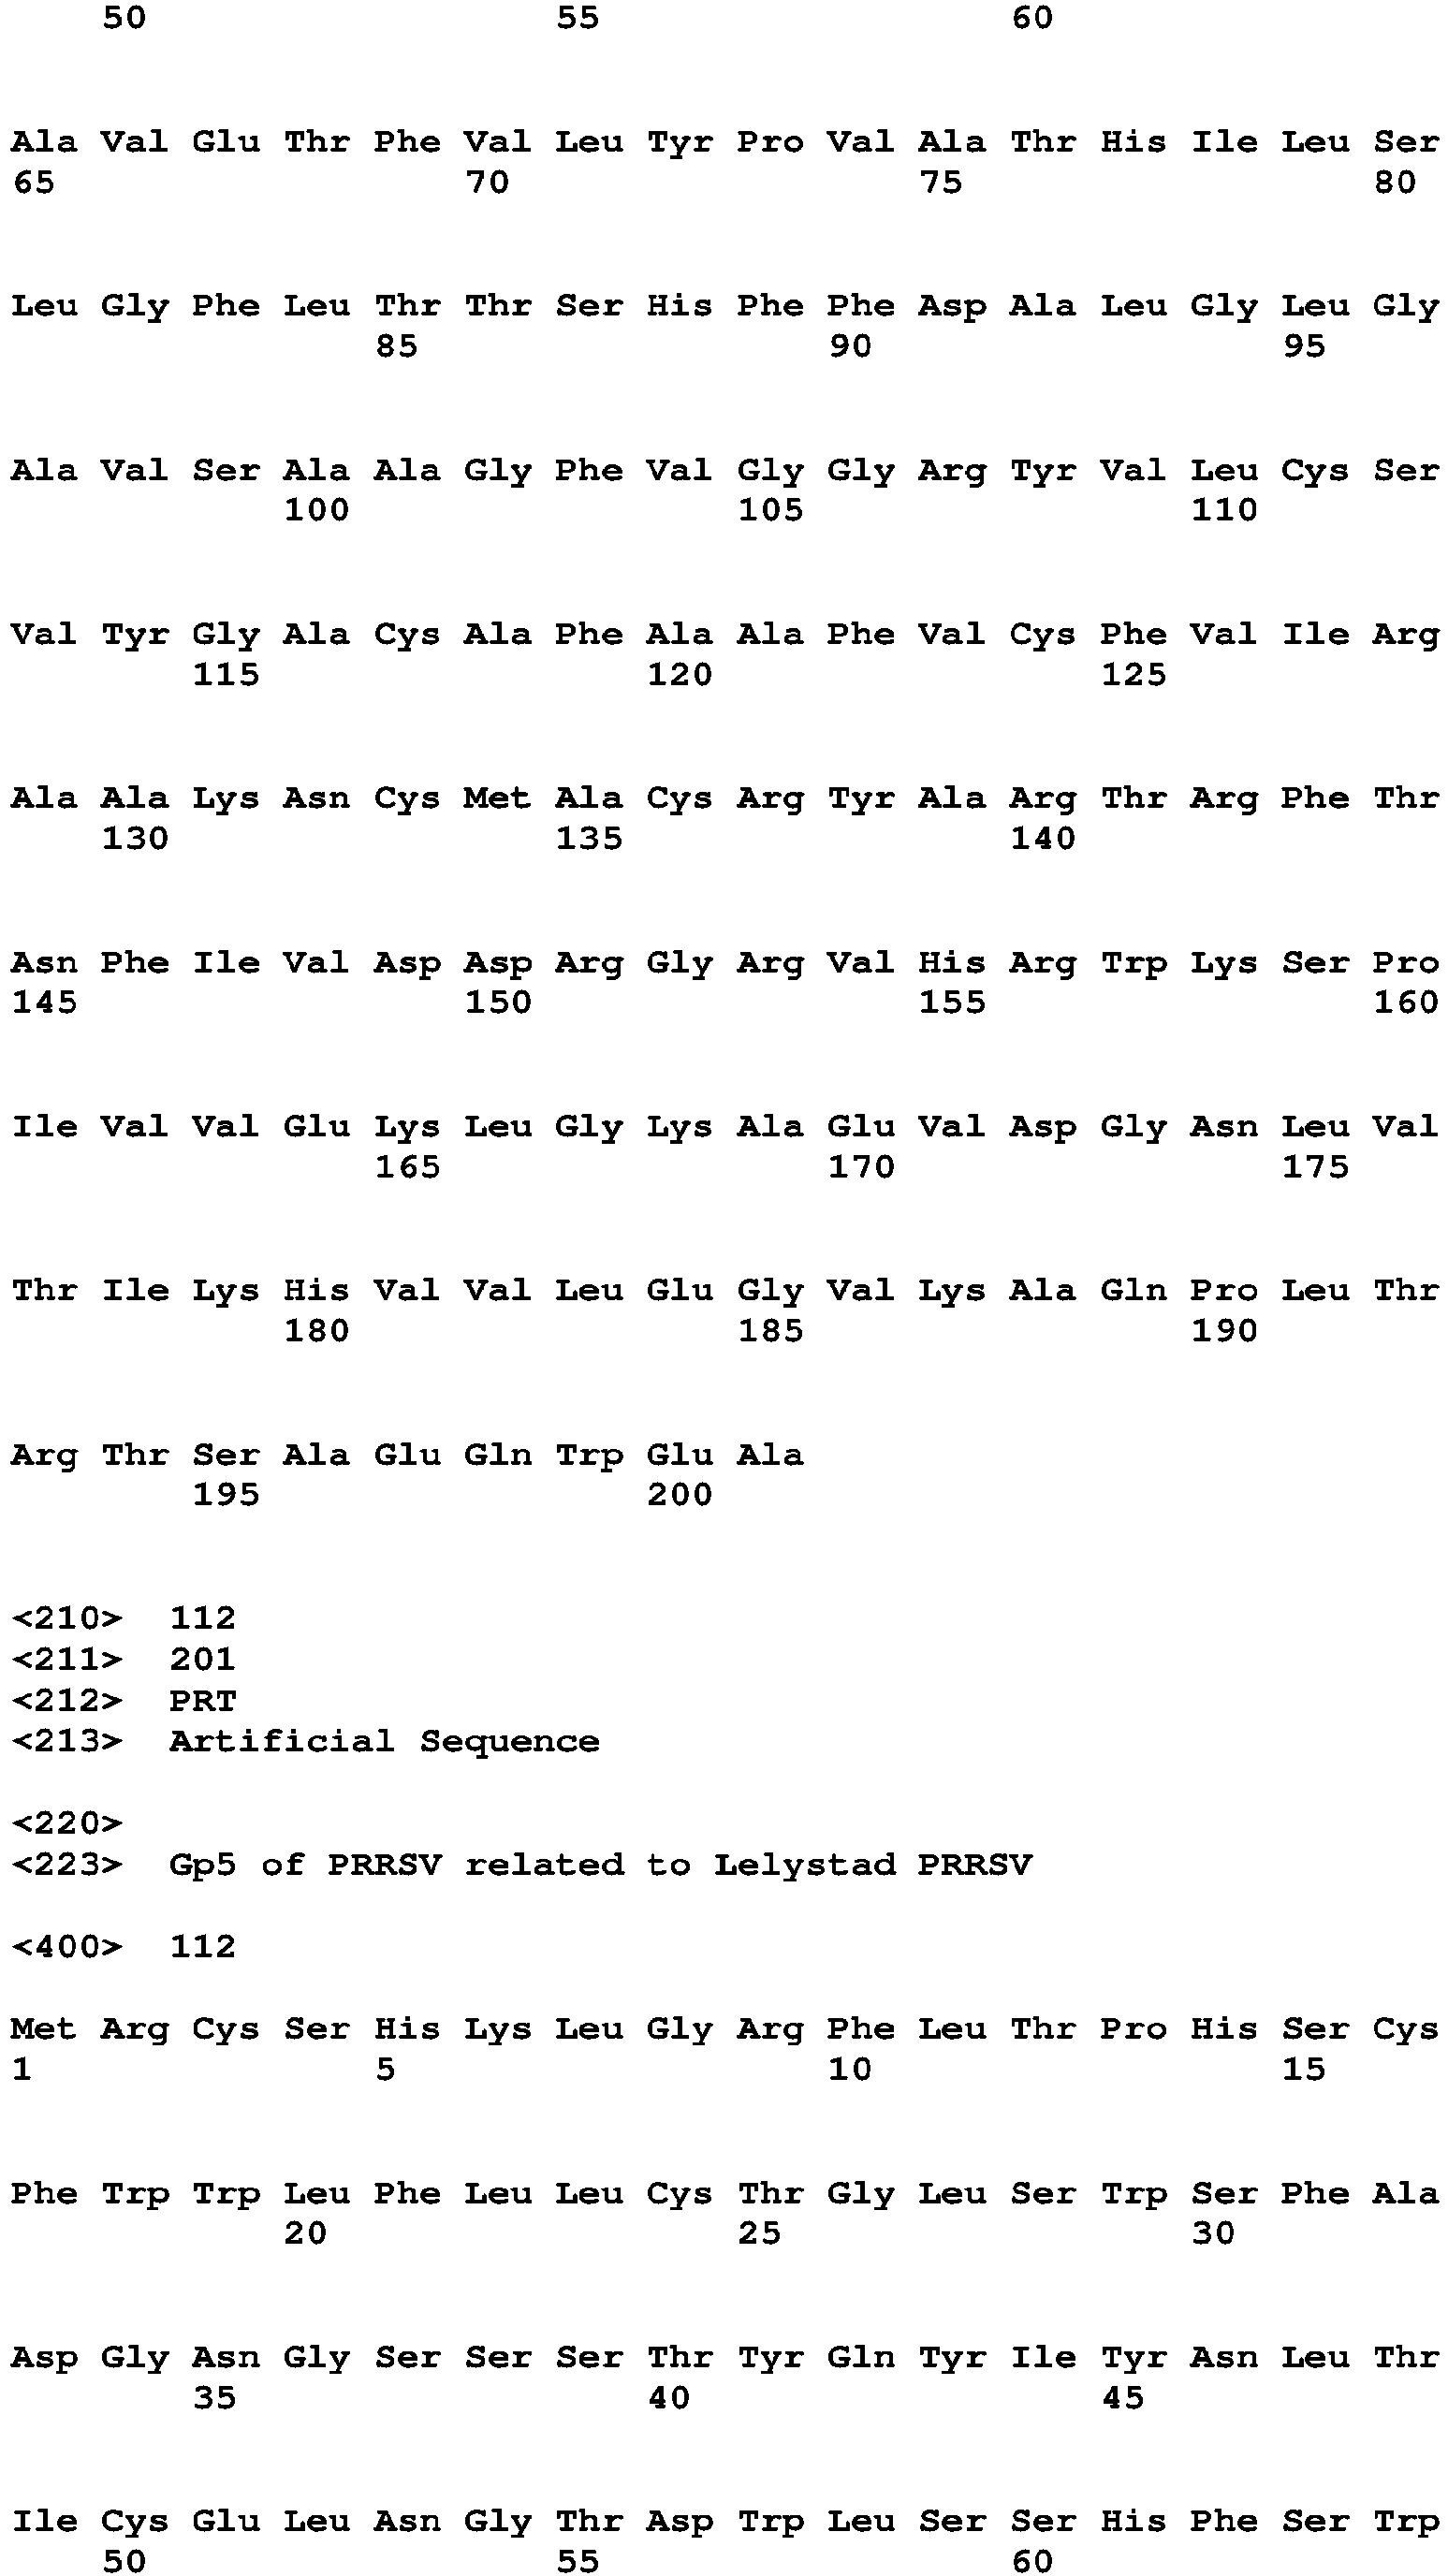 50 55 60
Ala Val Glu Thr Phe Val Leu Tyr Pro Val Ala Thr His Ile Leu Ser
65 70 75 80
Leu Gly Phe Leu Thr Thr Ser His Phe Phe Asp Ala Leu Gly Leu Gly
85 90 95
Ala Val Ser Ala Ala Gly Phe Val Gly Gly Arg Tyr Val Leu Cys Ser
100 105 110
Val Tyr Gly Ala Cys Ala Phe Ala Ala Phe Val Cys Phe Val Ile Arg
115 120 125
Ala Ala Lys Asn Cys Met Ala Cys Arg Tyr Ala Arg Thr Arg Phe Thr
130 135 140
Asn Phe Ile Val Asp Asp Arg Gly Arg Val His Arg Trp Lys Ser Pro
145 150 155 160
Ile Val Val Glu Lys Leu Gly Lys Ala Glu Val Asp Gly Asn Leu Val
165 170 175
Thr Ile Lys His Val Val Leu Glu Gly Val Lys Ala Gln Pro Leu Thr
180 185 190
Arg Thr Ser Ala Glu Gln Trp Glu Ala
195 200
<210> 112
<211> 201
<212> PRT
<213> Artificial Sequence
<220>
<223> Gp5 of PRRSV related to Lelystad PRRSV
<400> 112
Met Arg Cys Ser His Lys Leu Gly Arg Phe Leu Thr Pro His Ser Cys
1 5 10 15
Phe Trp Trp Leu Phe Leu Leu Cys Thr Gly Leu Ser Trp Ser Phe Ala
20 25 30
Asp Gly Asn Gly Ser Ser Ser Thr Tyr Gln Tyr Ile Tyr Asn Leu Thr
35 40 45
Ile Cys Glu Leu Asn Gly Thr Asp Trp Leu Ser Ser His Phe Ser Trp
50 55 60